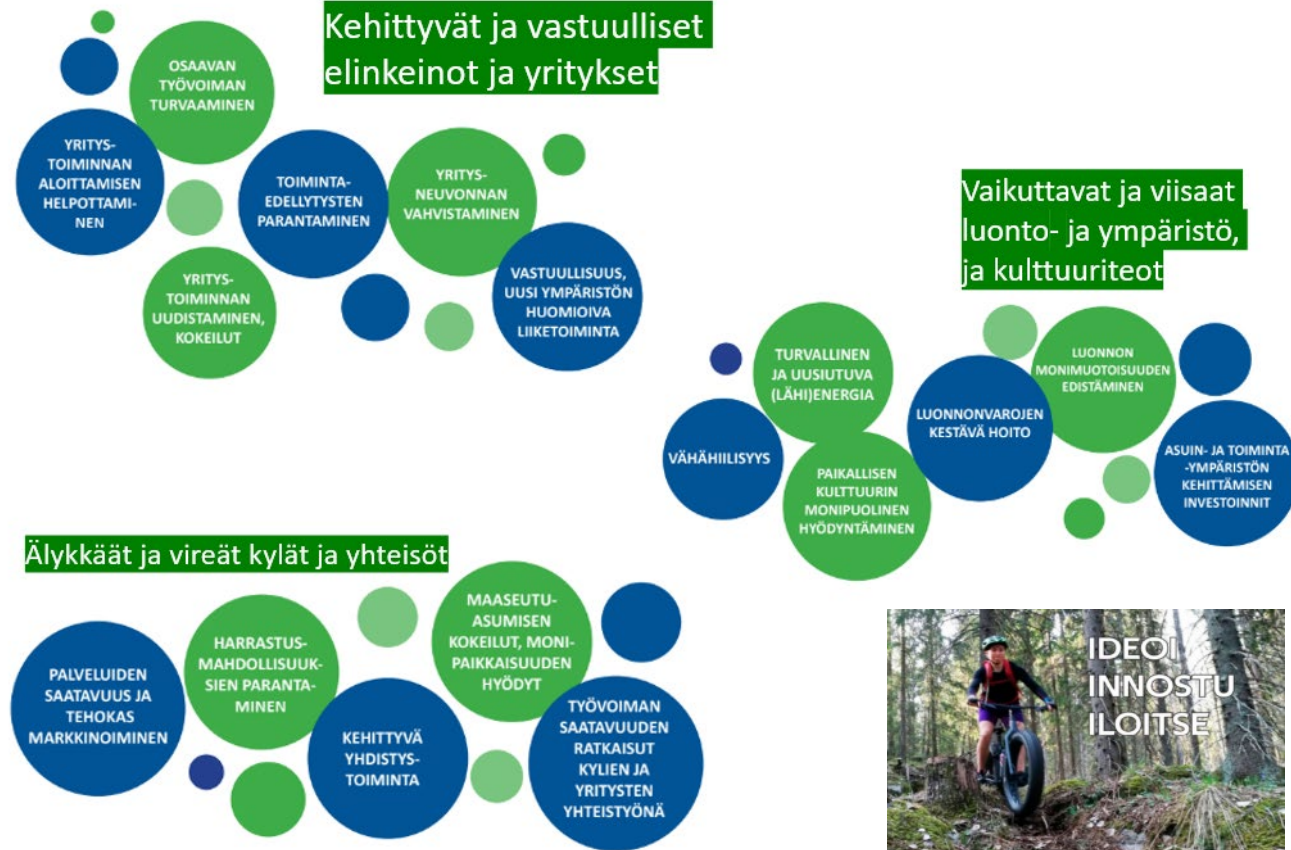 Kehittyvät ja vastuulliset
elinkeinot ja yritykset
OSAAVAN
TYÖVOIMAN
TURVAAMINEN
YRITYS-
TOIMINNAN
ALOITTAMISEN
HELPOTTAMI-
NEN
TOIMINTA-
EDELLYTYSTEN
PARANTAMINEN
YRITYS-
NEUVONNAN
VAHVISTAMINEN
YRITYS-
TOIMINNAN
UUDISTAMINEN,
KOKEILUT
VASTUULLISUUS,
UUSI YMPÄRISTÖN
HUOMIOIVA
LIIKETOIMINTA
Vaikuttavat ja viisaat
luonto- ja ympäristö,
ja kulttuuriteot
TURVALLINEN
JA UUSIUTUVA
(LÄHI)ENERGIA
LUONNON
MONIMUOTOISUUDEN
EDISTÄMINEN
LUONNONVAROJEN
KESTÄVÄ HOITO
VÄHÄHIILISYYS
PAIKALLISEN
KULTTUURIN
MONIPUOLINEN
HYÖDYNTÄMINEN
ASUIN- JA TOIMINTA
-YMPÄRISTÖN
KEHITTÄMISEN
INVESTOINNIT
Älykkäät ja vireät kylät ja yhteisöt
PALVELUIDEN
SAATAVUUS JA
TEHOKAS
MARKKINOIMINEN
HARRASTUS-
MAHDOLLISUUK-
SIEN PARANTA-
MINEN
KEHITTYVÄ
YHDISTYS-
TOIMINTA
MAASEUTU-
ASUMISEN
KOKEILUT, MONI-
PAIKKAISUUDEN
HYÖDYT
TYÖVOIMAN
SAATAVUUDEN
RATKAISUT
KYLIEN JA
YRITYSTEN
YHTEISTYÖNÄ
IDEOI
INNOSTU
ILOITSE